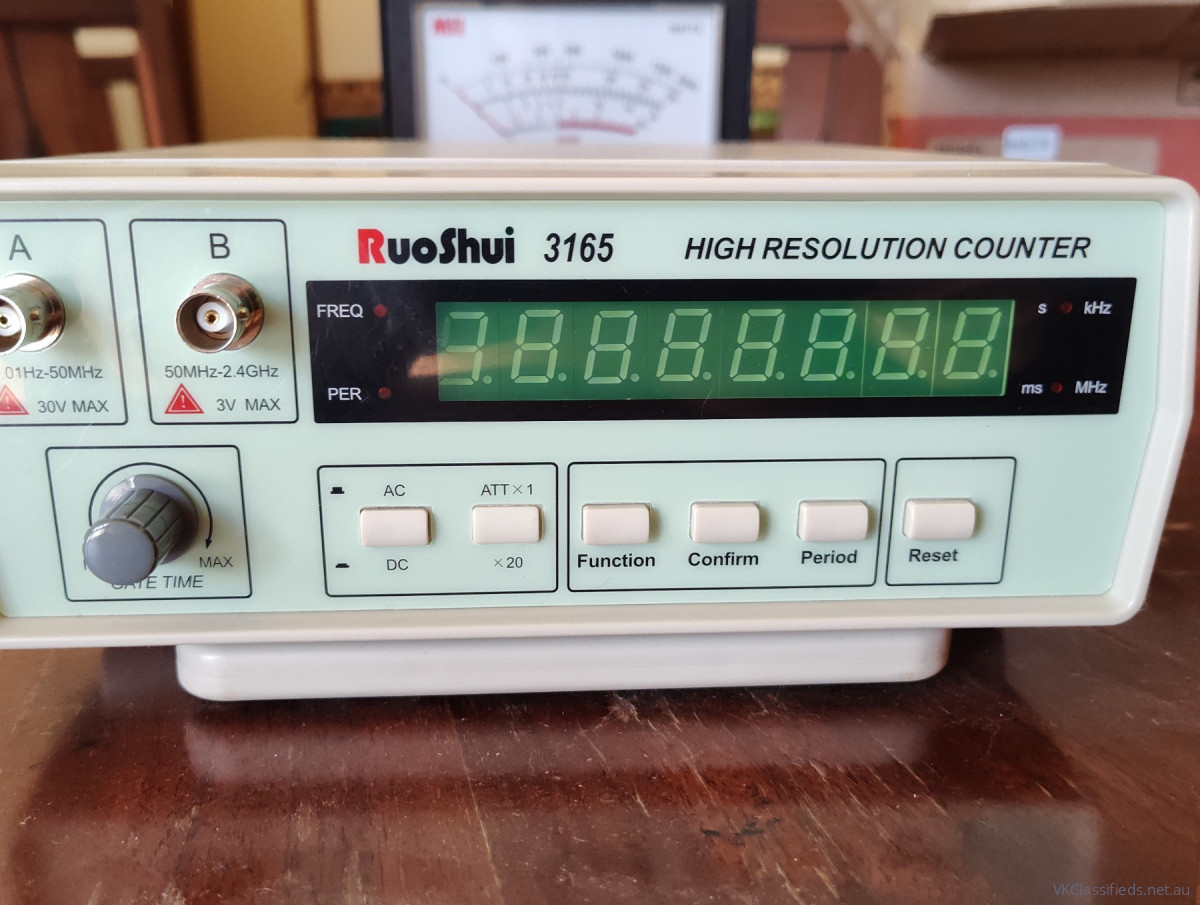 A
B
RuoShui 3165 HIGH RESOLUTION COUNTER
FREQ
s kHz
PER
ms MHz
.01Hz-50MHz
50MHz-2.4GHz
30V MAX
3V MAX
AC
ATT×1
DC
×20
Function
Confirm
Period
Reset
MAX
GATE TIME
VKClassifieds.net.au